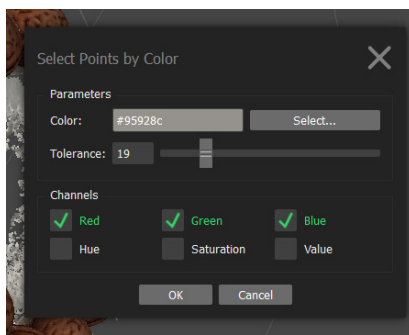 Select Points by Color
Parameters
Color: #95928c Select...
Tolerance: 19
Channels
Red Green Blue
Hue Saturation Value
OK Cancel